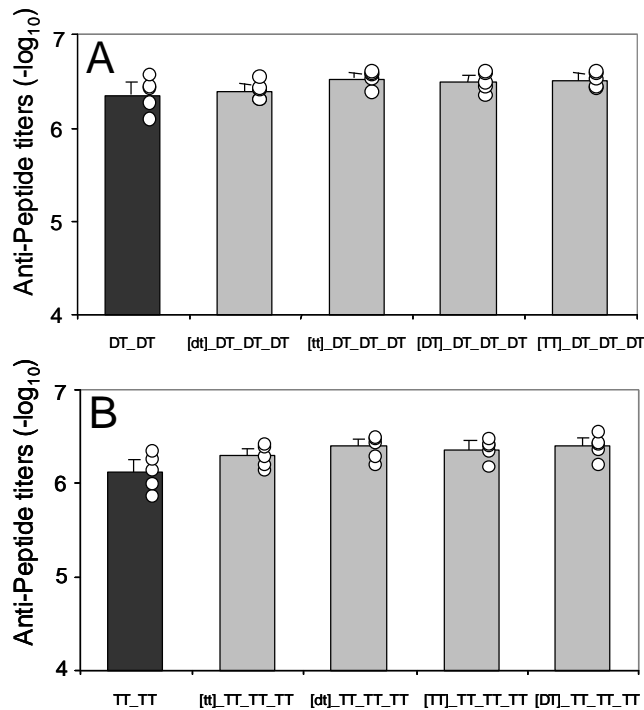 A
Anti-Peptide titers (-log10)
7
6
5
4
DT_DT [dt]_DT_DT_DT [tt]_DT_DT_DT [DT]_DT_DT_DT [TT]_DT_DT_DT
B
Anti-Peptide titers (-log10)
7
6
5
4
TT_TT [tt]_TT_TT_TT [dt]_TT_TT_TT [TT]_TT_TT_TT [DT]_TT_TT_TT